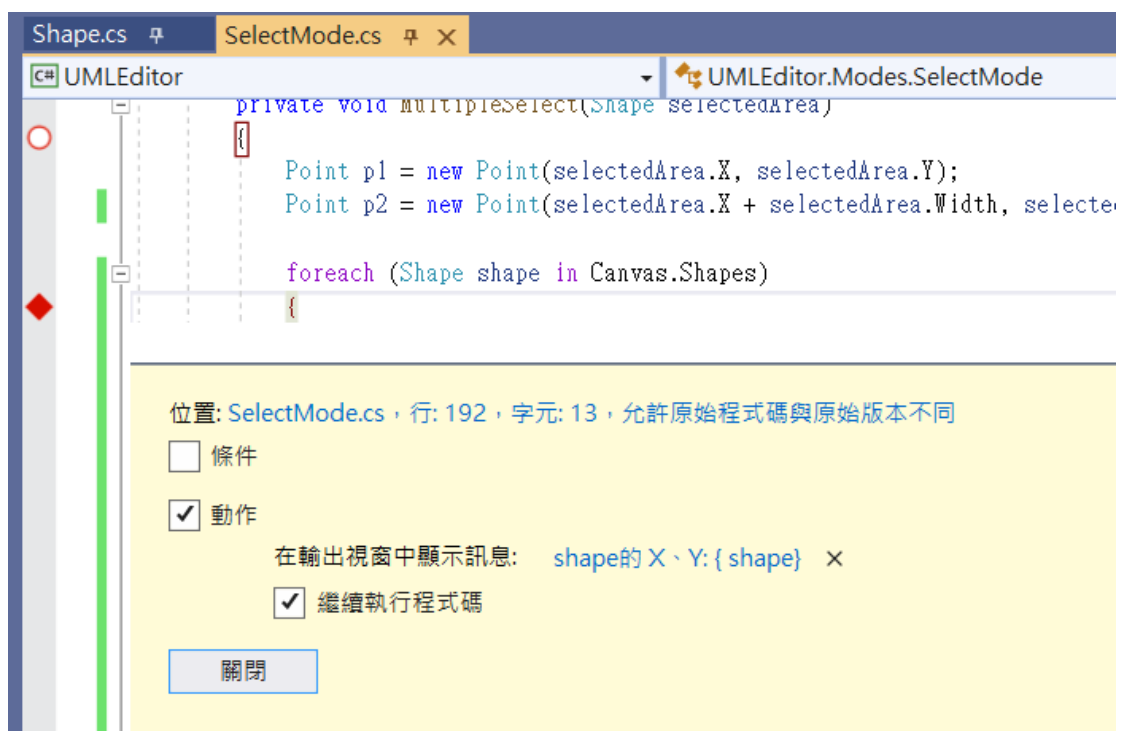 Shape.cs
SelectMode.cs
C# UMLEditor
UMLEditor.Modes.SelectMode
private void MultipleSelect(Shape selectedArea)
{
Point p1 = new Point(selectedArea.X, selectedArea.Y);
Point p2 = new Point(selectedArea.X + selectedArea.Width, selecte
foreach (Shape shape in Canvas.Shapes)
{
位置: SelectMode.cs，行: 192，字元: 13，允許原始程式碼與原始版本不同
條件
動作
在輸出視窗中顯示訊息: shape的 X、Y: { shape}
繼續執行程式碼
關閉